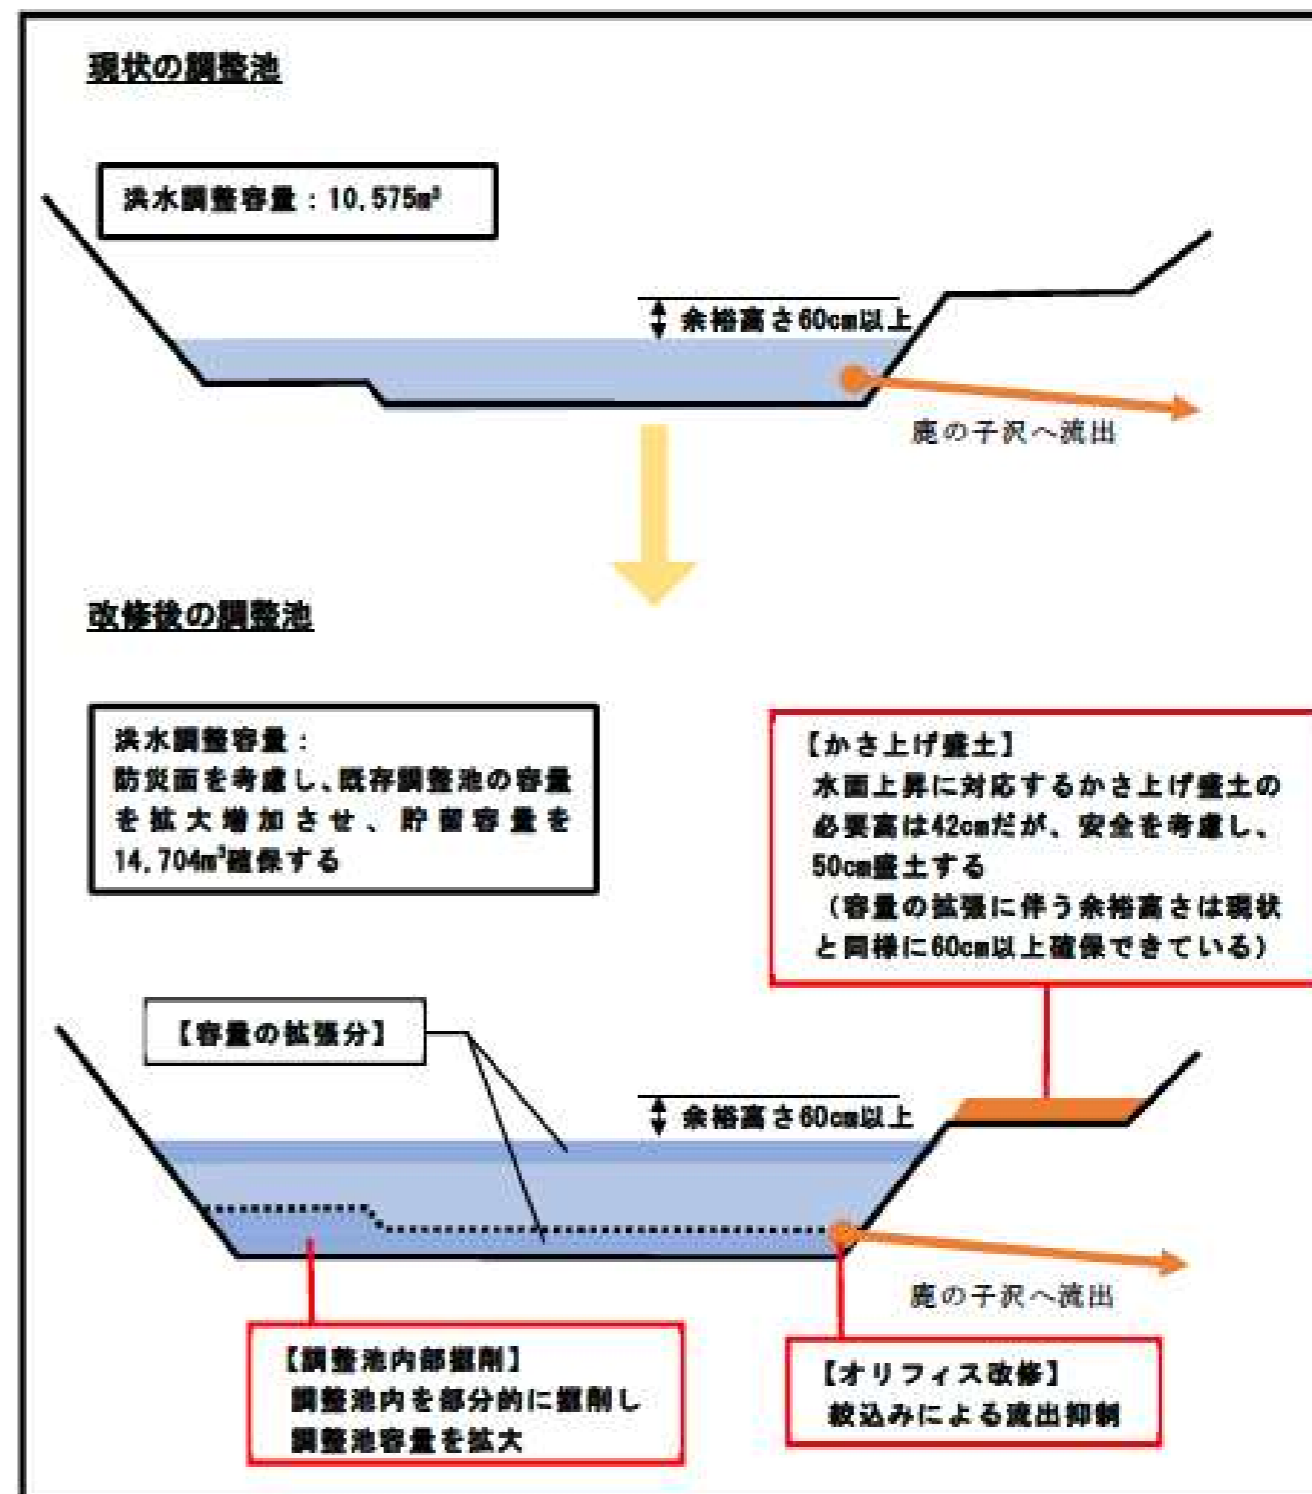 現状の調整池
洪水調整容量：10,575m³
余裕高さ60cm以上
鹿の子沢へ流出
改修後の調整池
洪水調整容量：
防災面を考慮し、既存調整池の容量
を拡大増加させ、貯留容量を
14,704m³確保する
【かさ上げ盛土】
水面上昇に対応するかさ上げ盛土の
必要高は42cmだが、安全を考慮し、
50cm盛土する
（容量の拡張に伴う余裕高さは現状
と同様に60cm以上確保できている）
【容量の拡張分】
余裕高さ60cm以上
鹿の子沢へ流出
【調整池内部掘削】
調整池内を部分的に掘削し
調整池容量を拡大
【オリフィス改修】
絞込みによる流出抑制